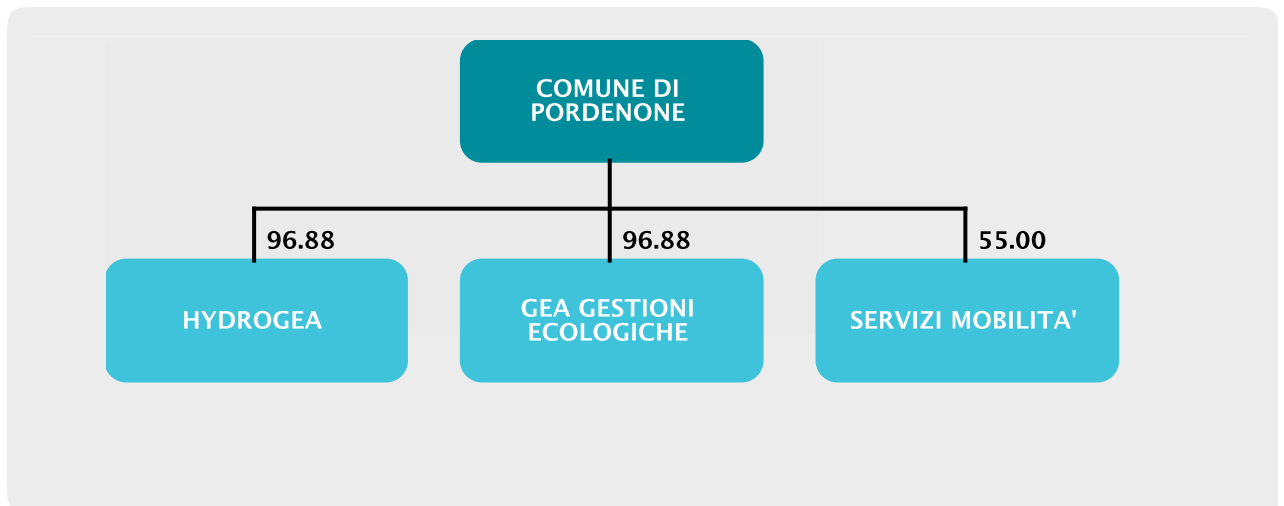 COMUNE DI
PORDENONE
96.88
96.88
55.00
HYDROGEA
GEA GESTIONI
ECOLOGICHE
SERVIZI MOBILITA'